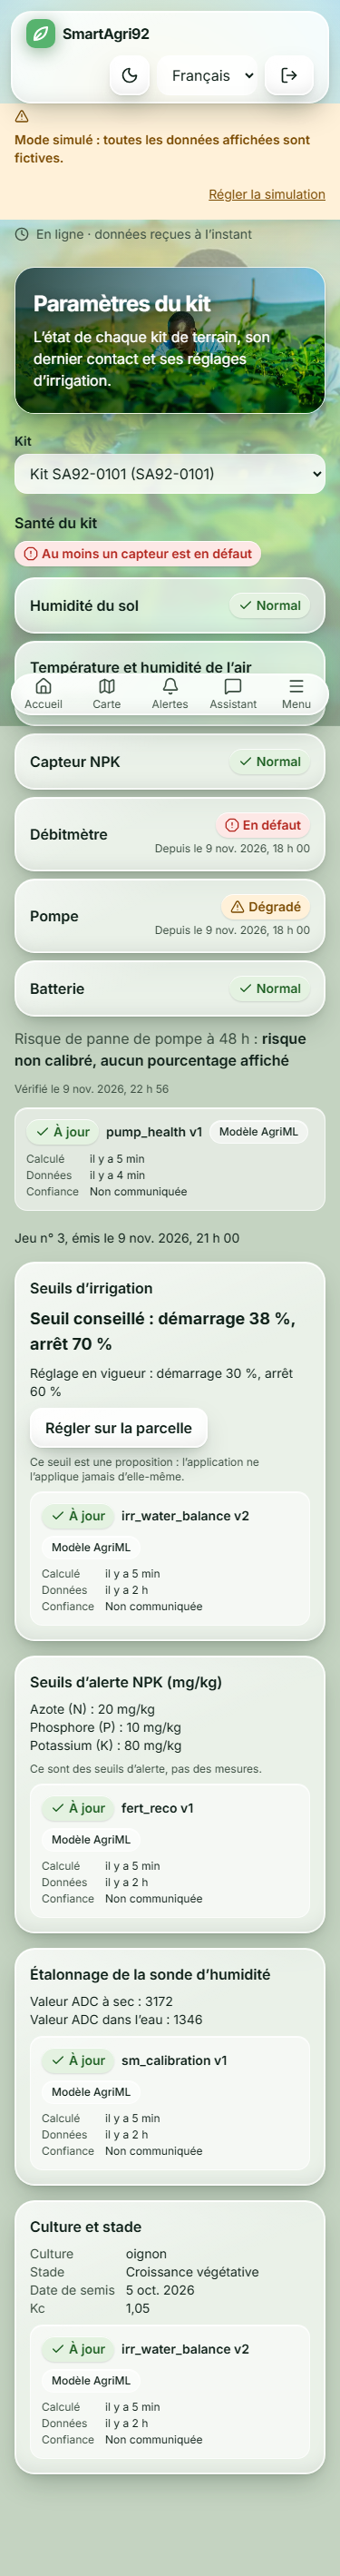 SmartAgri92
Français
Mode simulé : toutes les données affichées sont
fictives.
Régler la simulation
En ligne · données reçues à l’instant
Paramètres du kit
L’état de chaque kit de terrain, son
dernier contact et ses réglages
d’irrigation.
Kit
Kit SA92-0101 (SA92-0101)
Santé du kit
Au moins un capteur est en défaut
Humidité du sol
Normal
Température et humidité de l’air
Accueil
Carte
Alertes
Assistant
Menu
Capteur NPK
Normal
Débitmètre
En défaut
Depuis le 9 nov. 2026, 18 h 00
Pompe
Dégradé
Depuis le 9 nov. 2026, 18 h 00
Batterie
Normal
Risque de panne de pompe à 48 h : risque
non calibré, aucun pourcentage affiché
Vérifié le 9 nov. 2026, 22 h 56
À jour pump_health v1 Modèle AgriML
Calculé il y a 5 min
Données il y a 4 min
Confiance Non communiquée
Jeu n° 3, émis le 9 nov. 2026, 21 h 00
Seuils d’irrigation
Seuil conseillé : démarrage 38 %,
arrêt 70 %
Réglage en vigueur : démarrage 30 %, arrêt
60 %
Régler sur la parcelle
Ce seuil est une proposition : l’application ne
l’applique jamais d’elle-même.
À jour irr_water_balance v2
Modèle AgriML
Calculé il y a 5 min
Données il y a 2 h
Confiance Non communiquée
Seuils d’alerte NPK (mg/kg)
Azote (N) : 20 mg/kg
Phosphore (P) : 10 mg/kg
Potassium (K) : 80 mg/kg
Ce sont des seuils d’alerte, pas des mesures.
À jour fert_reco v1
Modèle AgriML
Calculé il y a 5 min
Données il y a 2 h
Confiance Non communiquée
Étalonnage de la sonde d’humidité
Valeur ADC à sec : 3172
Valeur ADC dans l’eau : 1346
À jour sm_calibration v1
Modèle AgriML
Calculé il y a 5 min
Données il y a 2 h
Confiance Non communiquée
Culture et stade
Culture oignon
Stade Croissance végétative
Date de semis 5 oct. 2026
Kc 1,05
À jour irr_water_balance v2
Modèle AgriML
Calculé il y a 5 min
Données il y a 2 h
Confiance Non communiquée